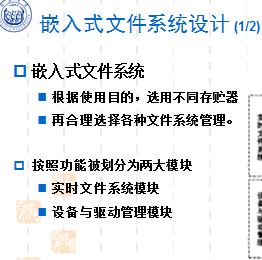 嵌入式文件系统设计 (1/2)
嵌入式文件系统
根据使用目的，选用不同存贮器
再合理选择各种文件系统管理。
按照功能被划分为两大模块
实时文件系统模块
设备与驱动管理模块